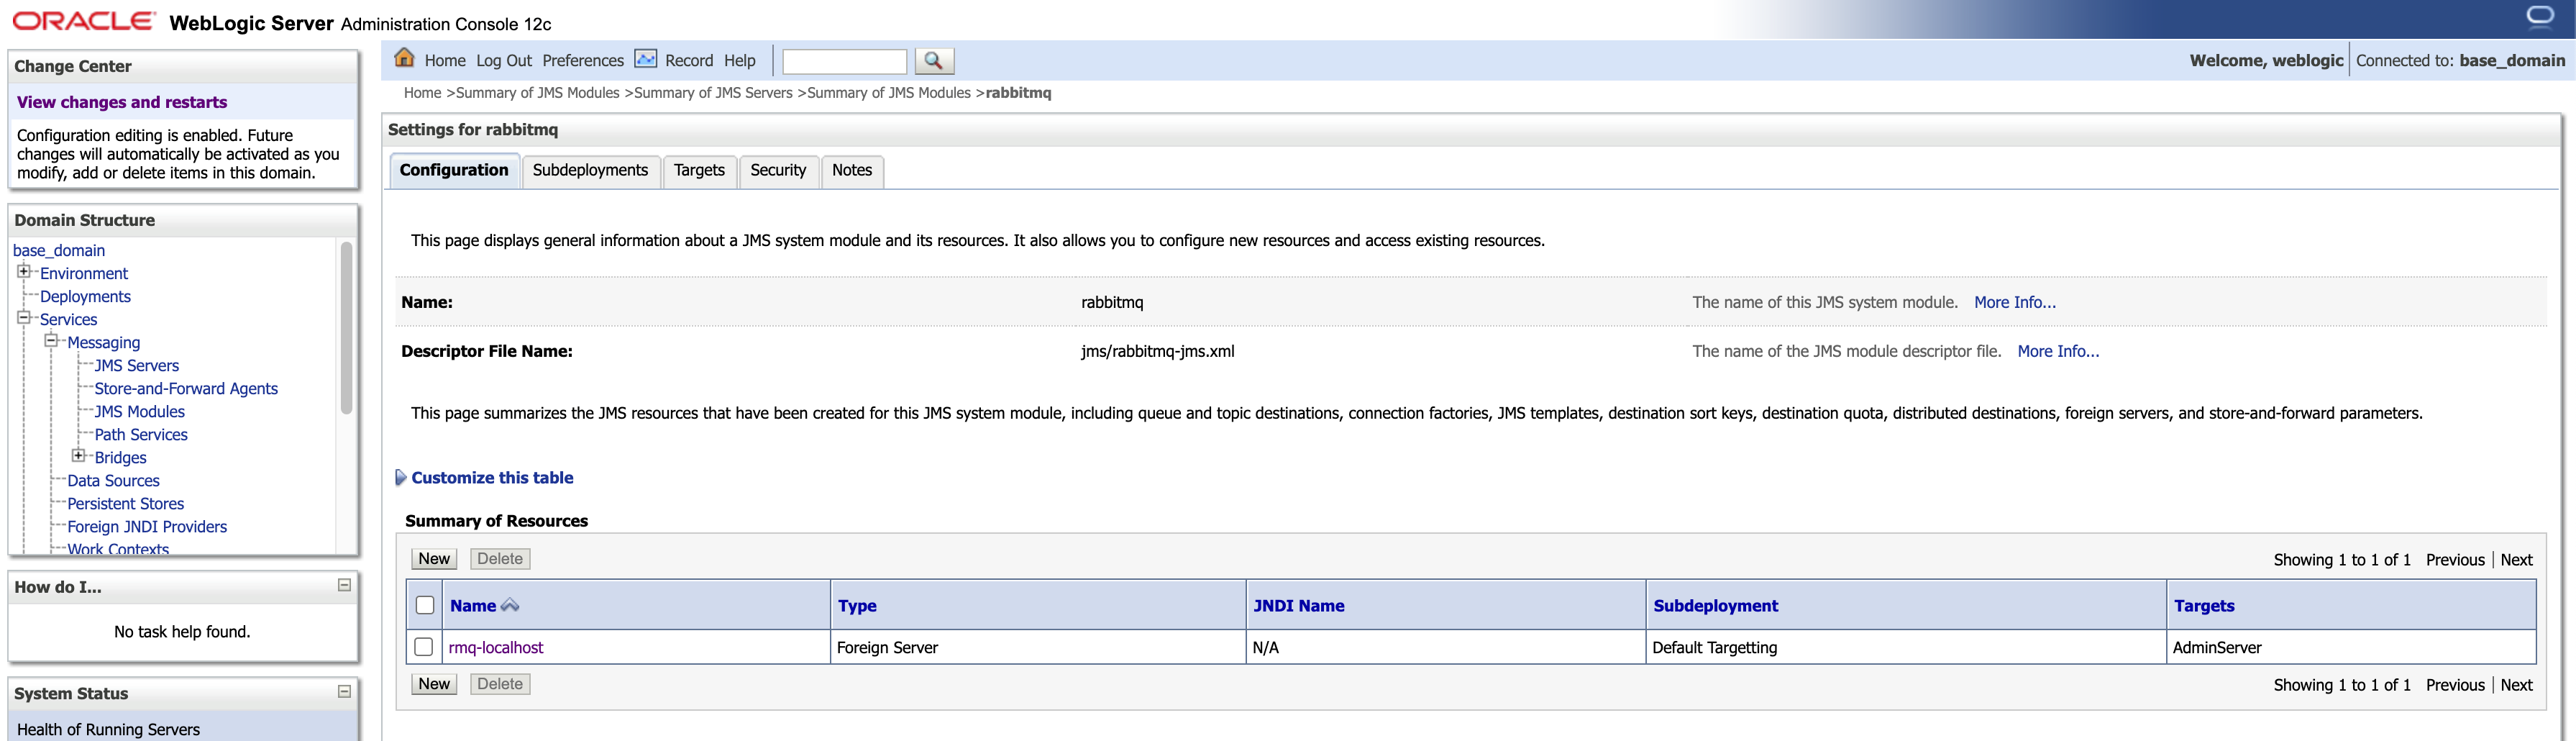 ORACLE WebLogic Server Administration Console 12c
Change Center
View changes and restarts
Configuration editing is enabled. Future
changes will automatically be activated as you
modify, add or delete items in this domain.
Domain Structure
base_domain
Environment
Deployments
Services
Messaging
JMS Servers
Store-and-Forward Agents
JMS Modules
Path Services
Bridges
Data Sources
Persistent Stores
Foreign JNDI Providers
Work Contexts
How do I...
No task help found.
System Status
Health of Running Servers
Home Log Out Preferences Record Help
Welcome, weblogic Connected to: base_domain
Home >Summary of JMS Modules >Summary of JMS Servers >Summary of JMS Modules >rabbitmq
Settings for rabbitmq
Configuration Subdeployments Targets Security Notes
This page displays general information about a JMS system module and its resources. It also allows you to configure new resources and access existing resources.
Name: rabbitmq The name of this JMS system module. More Info...
Descriptor File Name: jms/rabbitmq-jms.xml The name of the JMS module descriptor file. More Info...
This page summarizes the JMS resources that have been created for this JMS system module, including queue and topic destinations, connection factories, JMS templates, destination sort keys, destination quota, distributed destinations, foreign servers, and store-and-forward parameters.
Customize this table
Summary of Resources
New Delete Showing 1 to 1 of 1 Previous | Next
Name Type JNDI Name Subdeployment Targets
rmq-localhost Foreign Server N/A Default Targetting AdminServer
New Delete Showing 1 to 1 of 1 Previous | Next